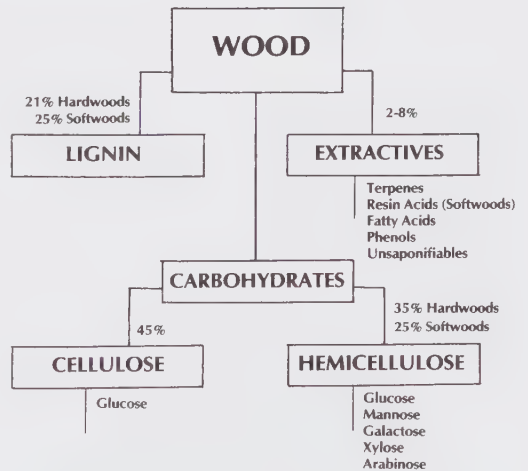 WOOD
21% Hardwoods
25% Softwoods
2-8%
LIGNIN
EXTRACTIVES
Terpenes
Resin Acids (Softwoods)
Fatty Acids
Phenols
Unsaponifiables
CARBOHYDRATES
45%
35% Hardwoods
25% Softwoods
CELLULOSE
HEMICELLULOSE
Glucose
Glucose
Mannose
Galactose
Xylose
Arabinose